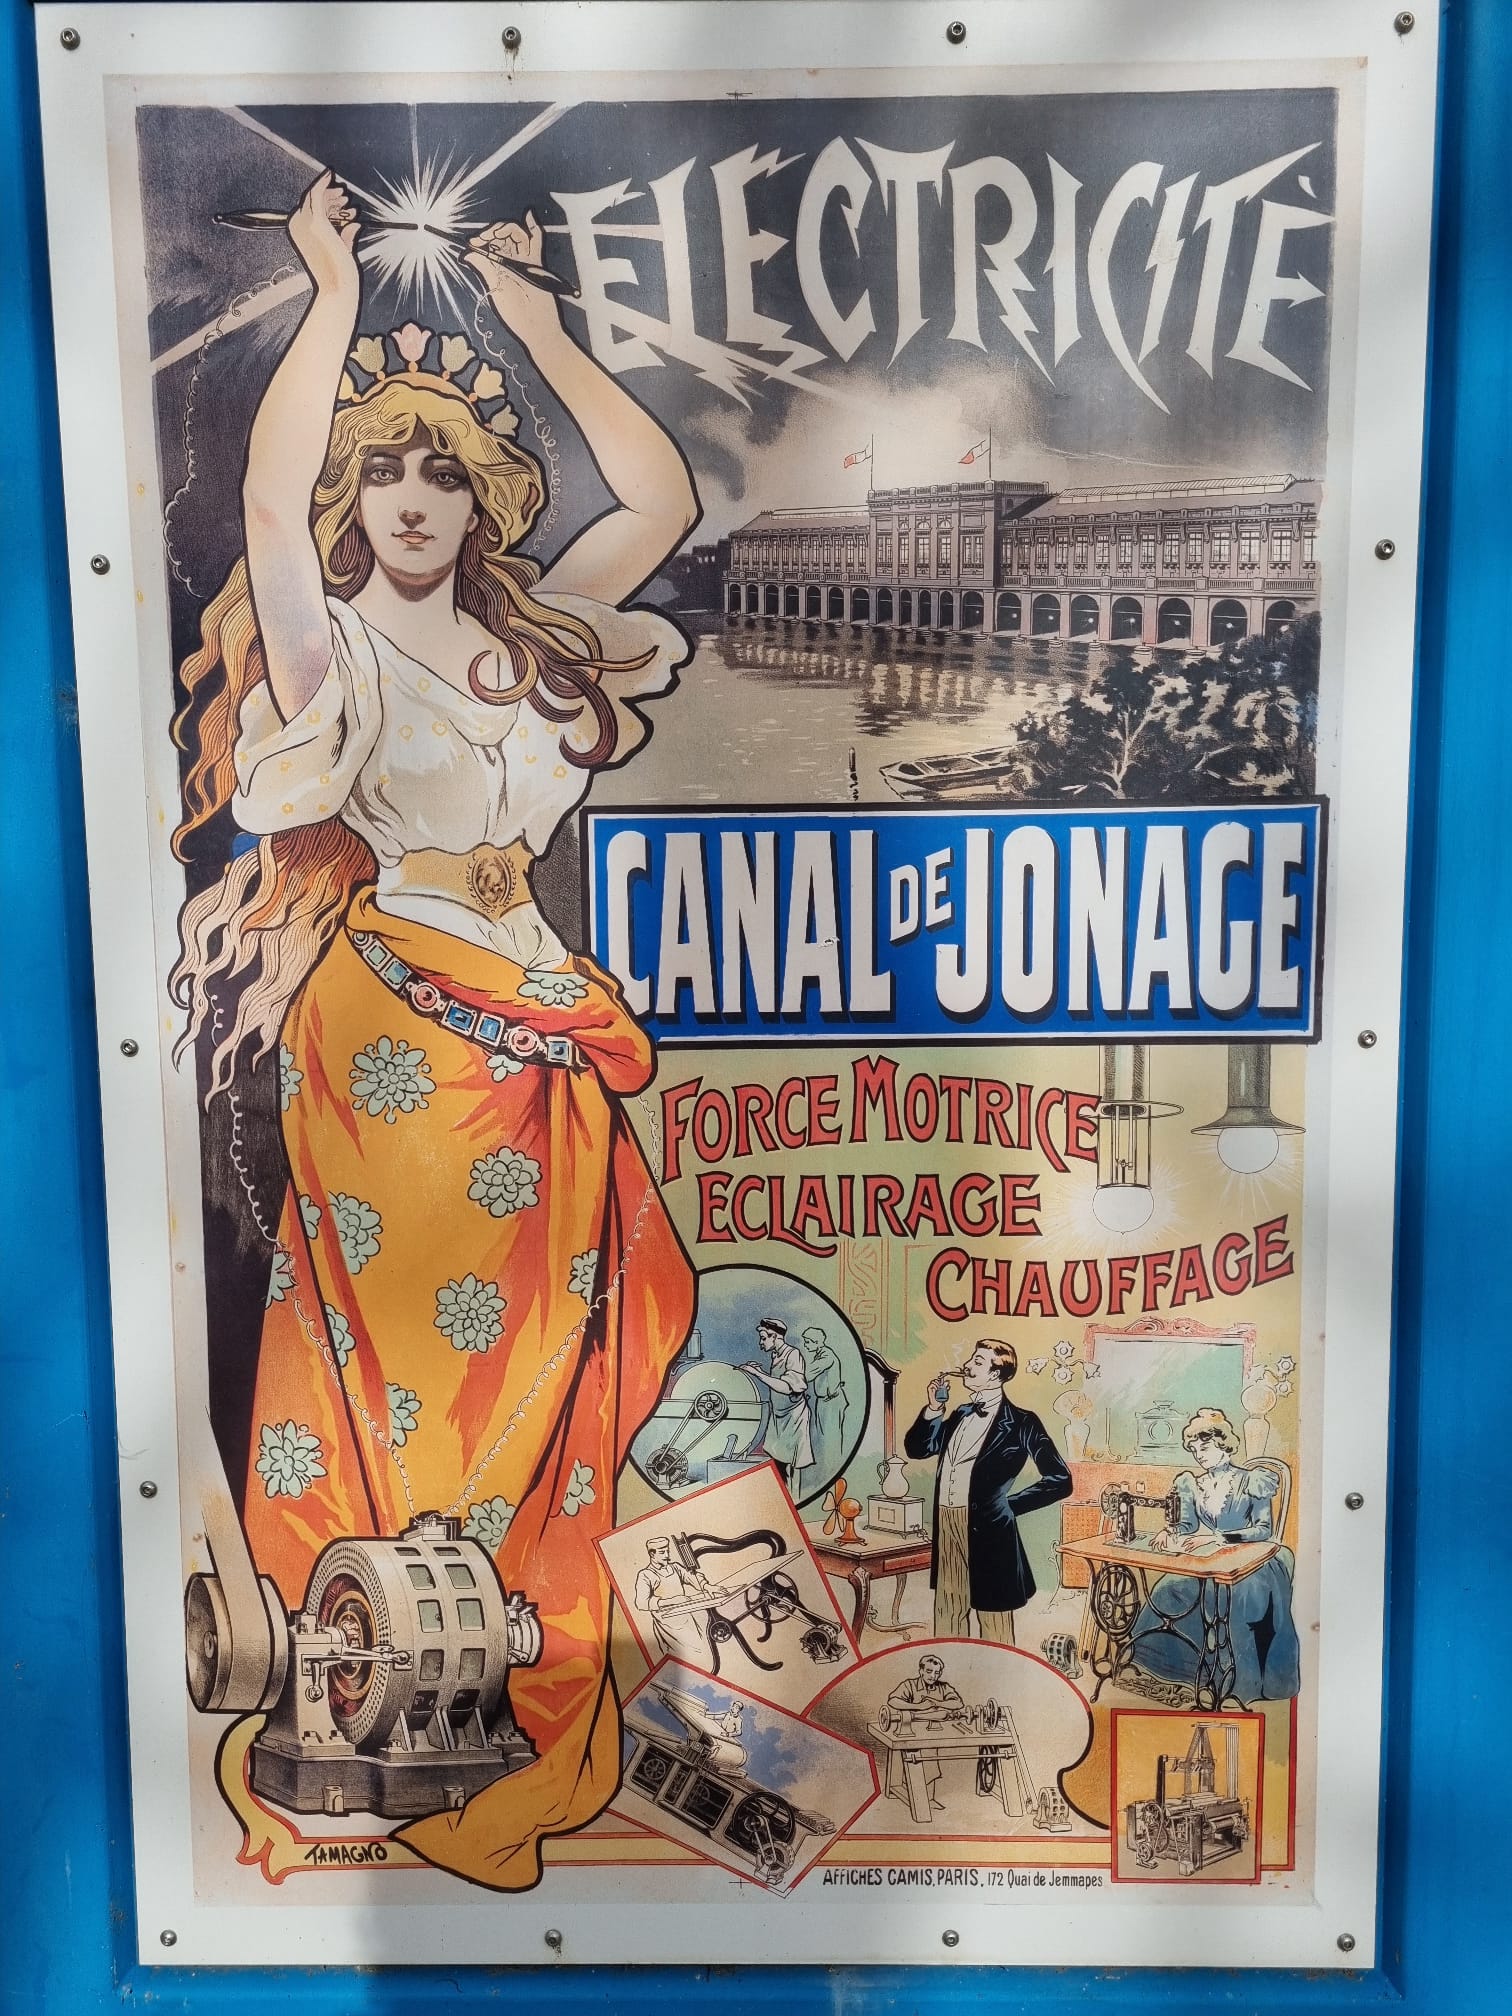 ELECTRICITÉ
CANAL DE JONAGE
FORCE MOTRICE
ECLAIRAGE
CHAUFFAGE
TAMAGNO
AFFICHES CAMIS, PARIS, 172 Quai de Jemmapes